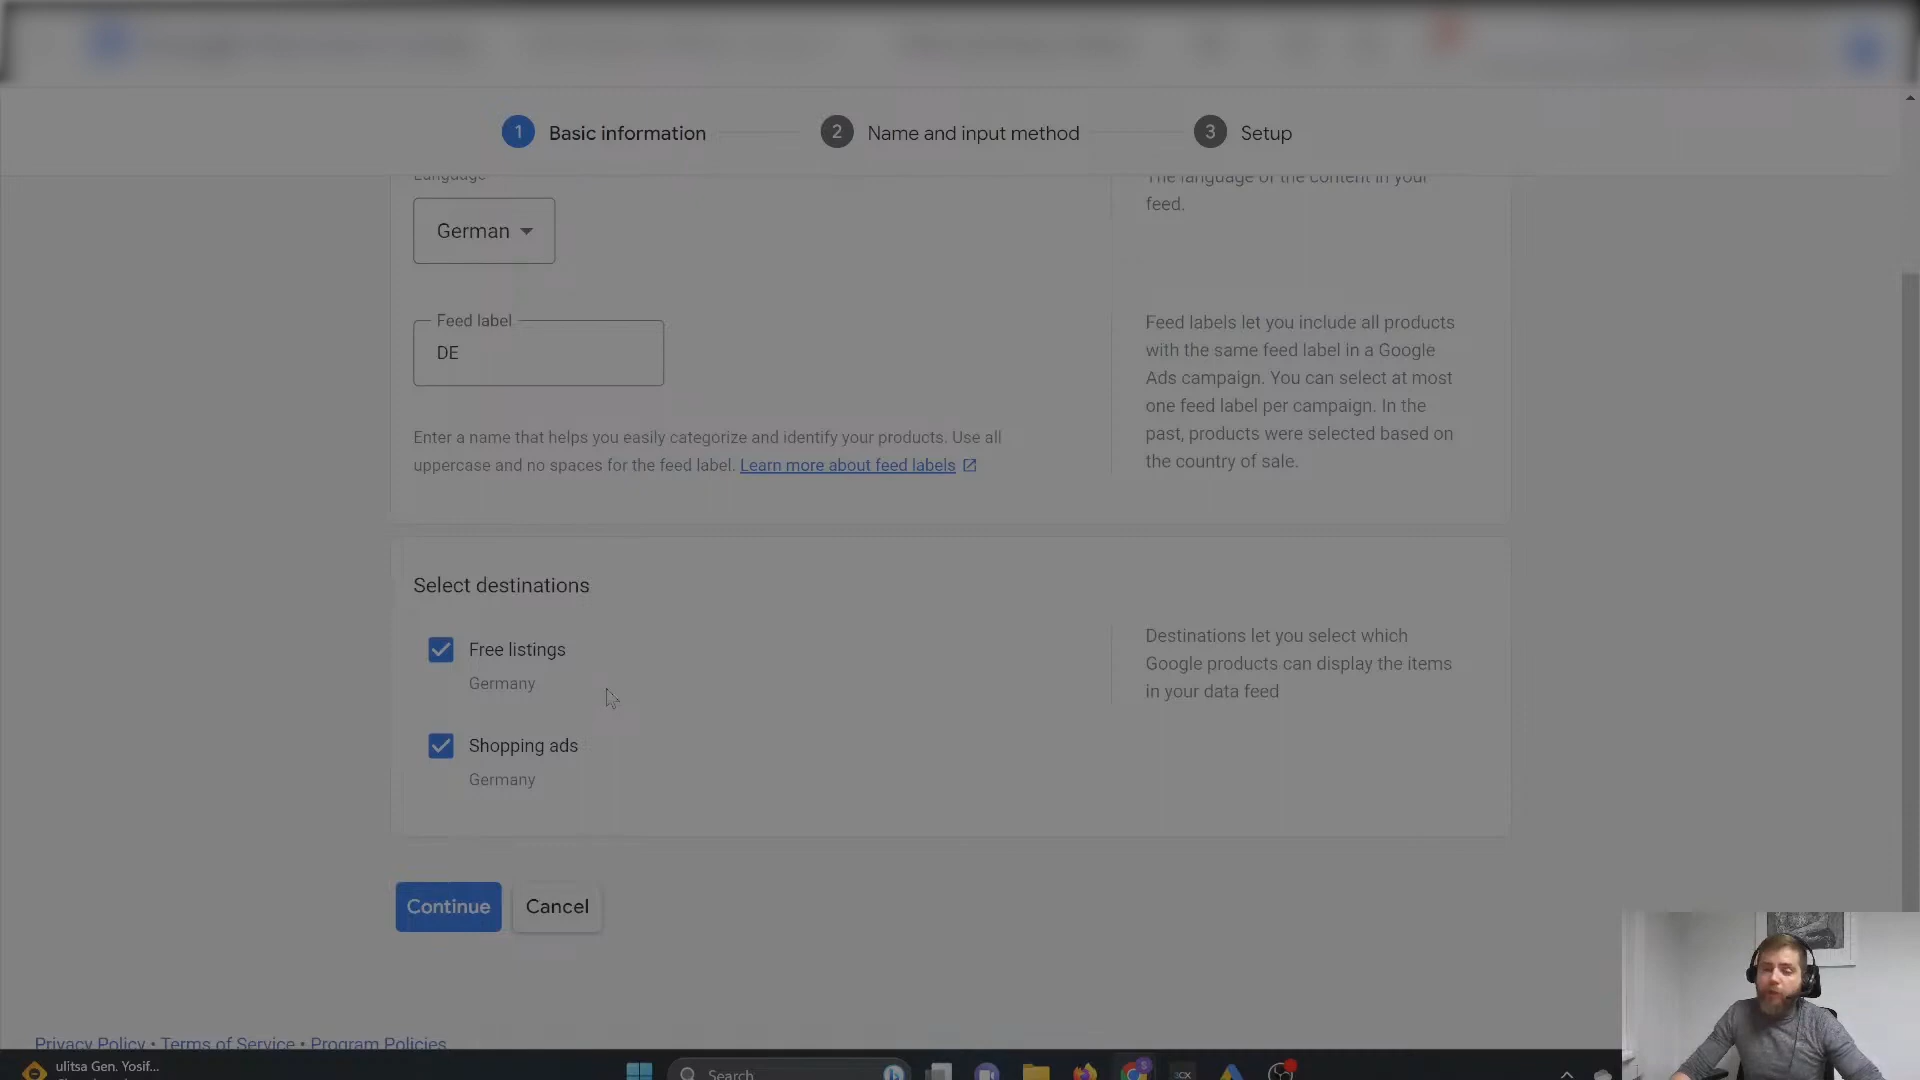 1 Basic information
2 Name and input method
3 Setup
Language
German
The language of the content in your
feed.
Feed label
DE
Enter a name that helps you easily categorize and identify your products. Use all
uppercase and no spaces for the feed label. Learn more about feed labels
Feed labels let you include all products
with the same feed label in a Google
Ads campaign. You can select at most
one feed label per campaign. In the
past, products were selected based on
the country of sale.
Select destinations
Free listings
Germany
Shopping ads
Germany
Destinations let you select which
Google products can display the items
in your data feed
Continue
Cancel
Privacy Policy • Terms of Service • Program Policies
ulitsa Gen. Yosif...
Search